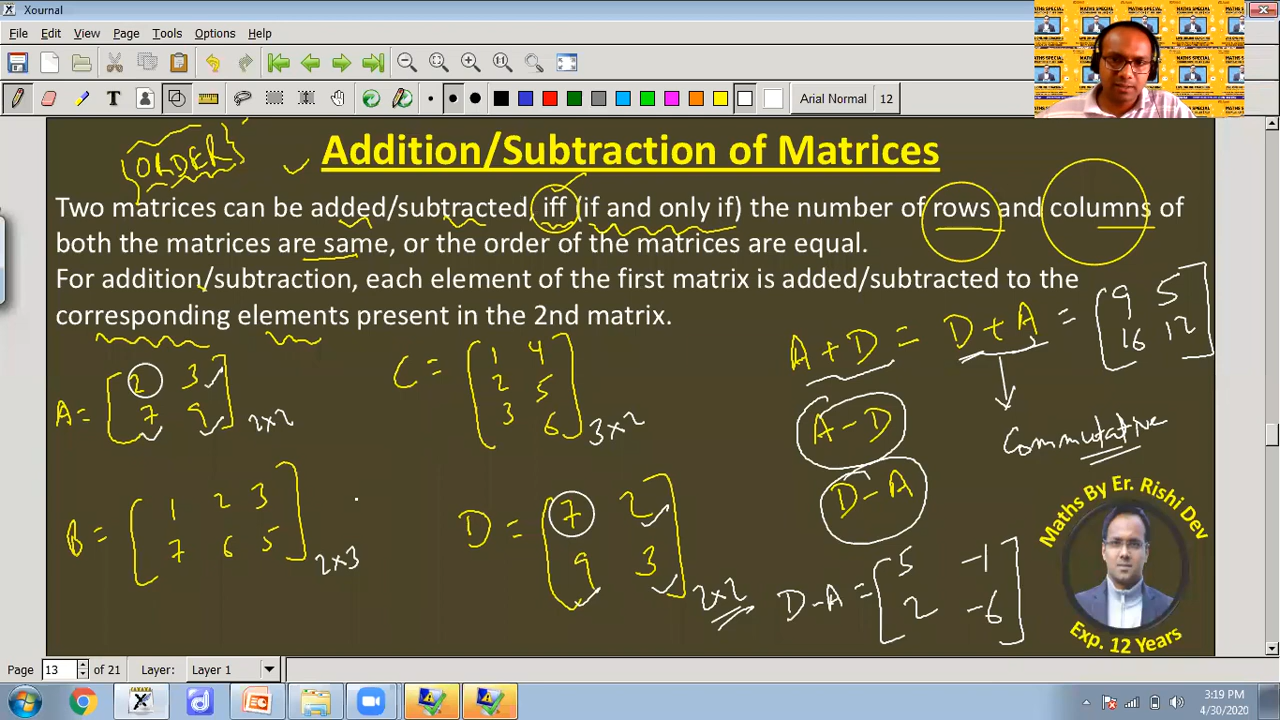 Xournal
File Edit View Page Tools Options Help
Arial Normal 12
ORDER
Addition/Subtraction of Matrices
Two matrices can be added/subtracted, iff (if and only if) the number of rows and columns of
both the matrices are same, or the order of the matrices are equal.
For addition/subtraction, each element of the first matrix is added/subtracted to the
corresponding elements present in the 2nd matrix.
A + D = D + A = [9 5
16 12]
A = [2 3
7 9] 2×2
C = [1 4
2 5
3 6] 3×2
A − D
Commutative
D − A
B = [1 2 3
7 6 5] 2×3
D = [7 2
9 3] 2×2
D − A = [5 −1
2 −6]
Maths By Er. Rishi Dev
Exp. 12 Years
Page 13 of 21 Layer: Layer 1
3:19 PM
4/30/2020